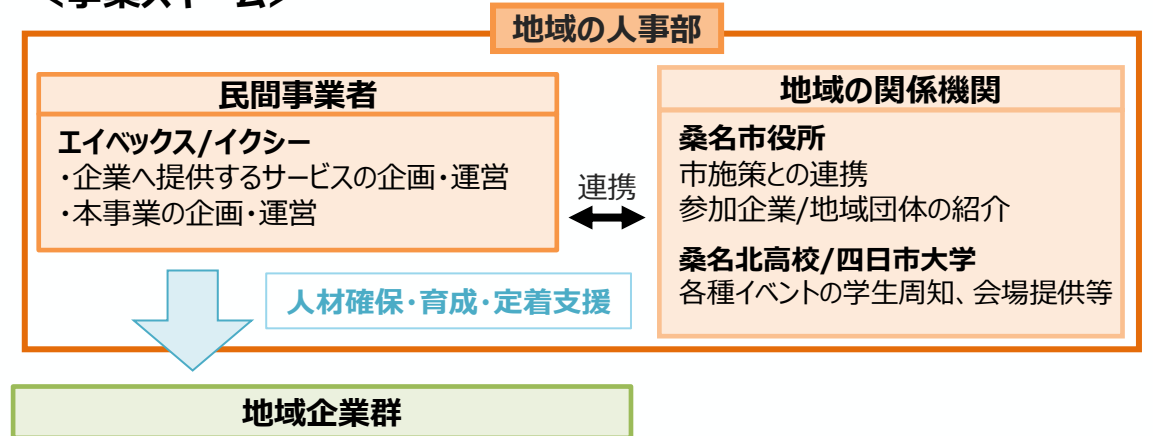 <事業スキーム>
地域の人事部
民間事業者
エイベックス/イクシー
・企業へ提供するサービスの企画・運営
・本事業の企画・運営
連携
地域の関係機関
桑名市役所
市施策との連携
参加企業/地域団体の紹介
桑名北高校/四日市大学
各種イベントの学生周知、会場提供等
人材確保・育成・定着支援
地域企業群